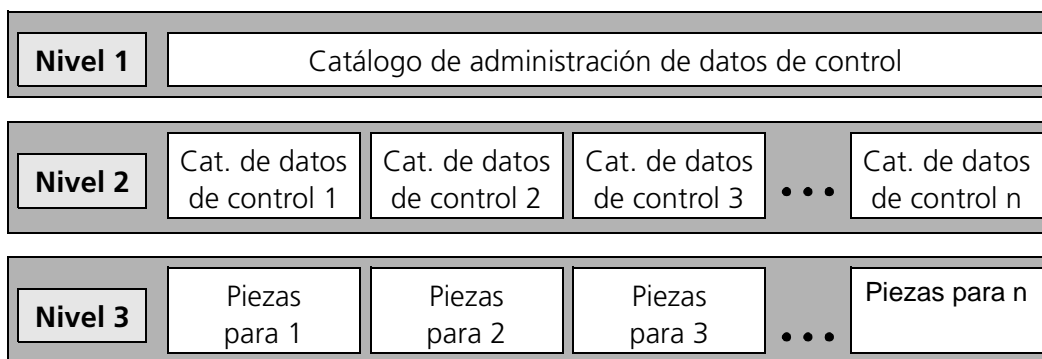 Nivel 1
Catálogo de administración de datos de control
Nivel 2
Cat. de datos
de control 1
Cat. de datos
de control 2
Cat. de datos
de control 3
...
Cat. de datos
de control n
Nivel 3
Piezas
para 1
Piezas
para 2
Piezas
para 3
...
Piezas para n